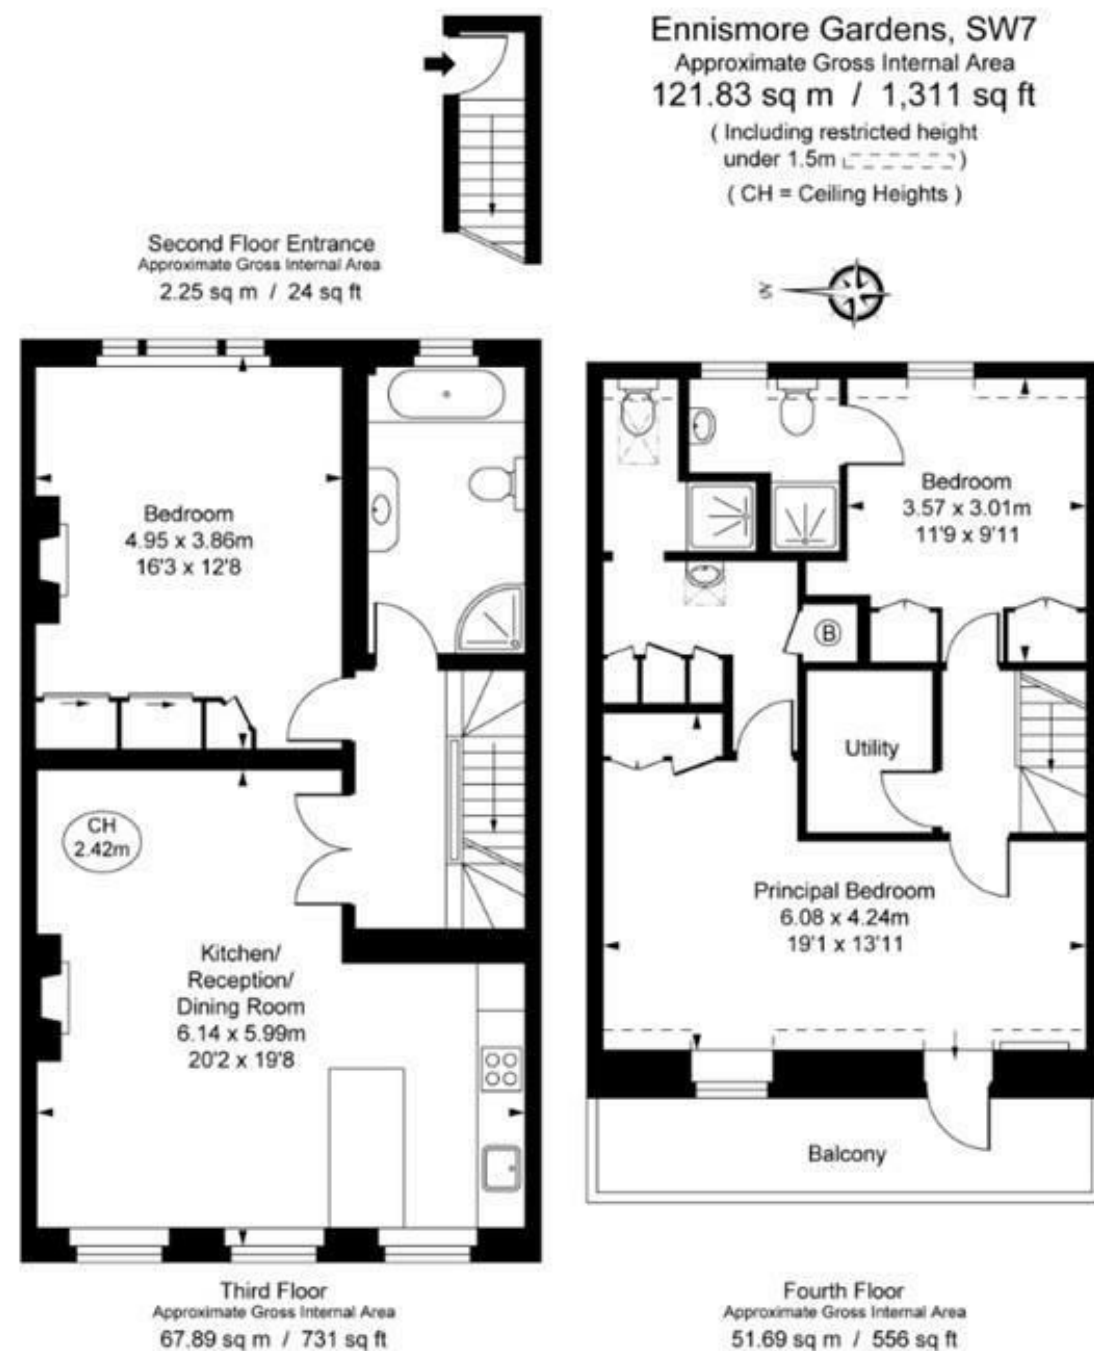 Ennismore Gardens, SW7
Approximate Gross Internal Area
121.83 sq m / 1,311 sq ft
( Including restricted height
under 1.5m )
( CH = Ceiling Heights )
N
Second Floor Entrance
Approximate Gross Internal Area
2.25 sq m / 24 sq ft
Bedroom
4.95 x 3.86m
16'3 x 12'8
CH
2.42m
Kitchen/
Reception/
Dining Room
6.14 x 5.99m
20'2 x 19'8
Third Floor
Approximate Gross Internal Area
67.89 sq m / 731 sq ft
Bedroom
3.57 x 3.01m
11'9 x 9'11
B
Utility
Principal Bedroom
6.08 x 4.24m
19'1 x 13'11
Balcony
Fourth Floor
Approximate Gross Internal Area
51.69 sq m / 556 sq ft